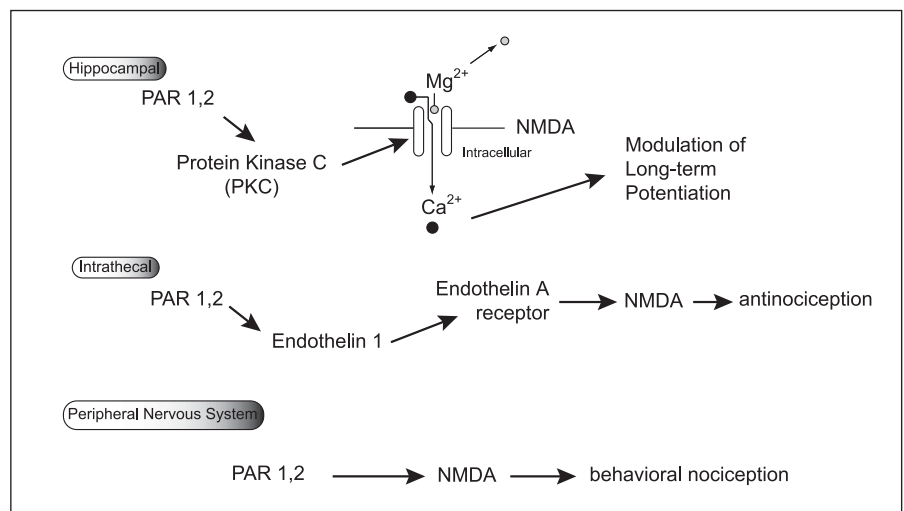 Hippocampal
PAR 1,2
Protein Kinase C
(PKC)
Mg2+
NMDA
Intracellular
Ca2+
Modulation of
Long-term
Potentiation
Intrathecal
PAR 1,2
Endothelin 1
Endothelin A
receptor
NMDA
antinociception
Peripheral Nervous System
PAR 1,2
NMDA
behavioral nociception